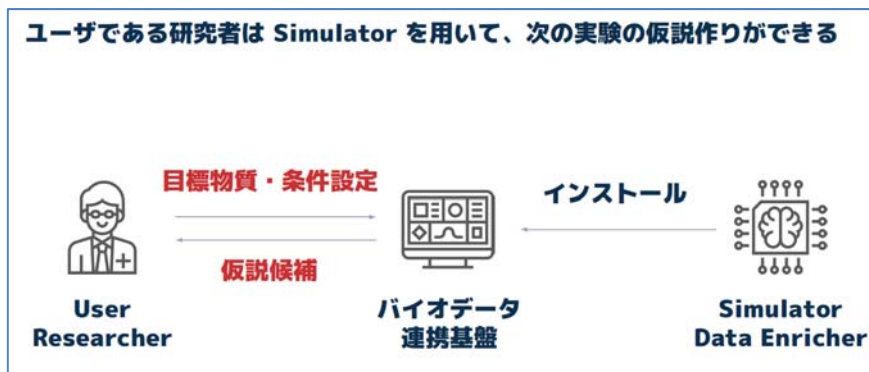 ユーザである研究者は Simulator を用いて、次の実験の仮説作りができる
目標物質・条件設定
インストール
仮説候補
User
Researcher
バイオデータ
連携基盤
Simulator
Data Enricher